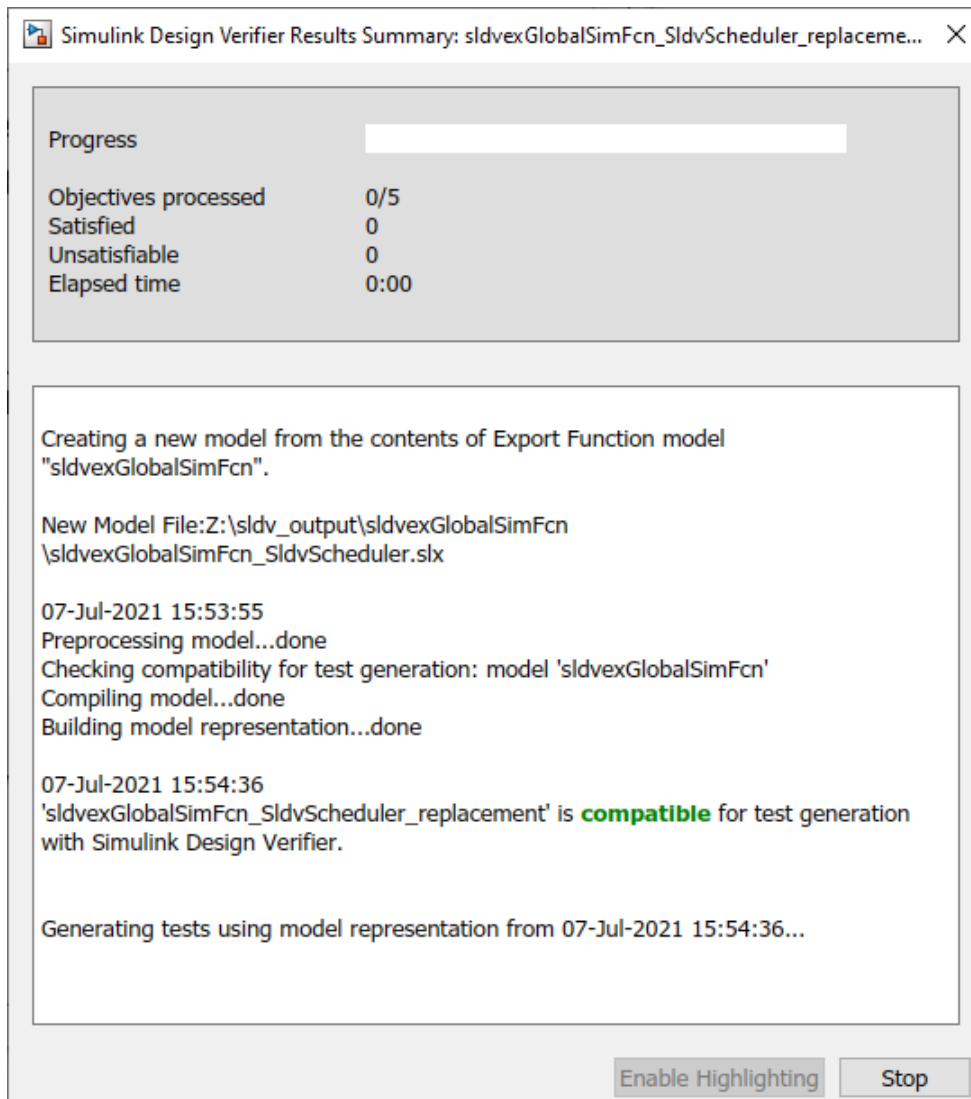 Simulink Design Verifier Results Summary: sldvexGlobalSimFcn_SldvScheduler_replaceme...
Progress
Objectives processed 0/5
Satisfied 0
Unsatisfiable 0
Elapsed time 0:00
Creating a new model from the contents of Export Function model
"sldvexGlobalSimFcn".
New Model File:Z:\sldv_output\sldvexGlobalSimFcn
\sldvexGlobalSimFcn_SldvScheduler.slx
07-Jul-2021 15:53:55
Preprocessing model...done
Checking compatibility for test generation: model 'sldvexGlobalSimFcn'
Compiling model...done
Building model representation...done
07-Jul-2021 15:54:36
'sldvexGlobalSimFcn_SldvScheduler_replacement' is compatible for test generation
with Simulink Design Verifier.
Generating tests using model representation from 07-Jul-2021 15:54:36...
Enable Highlighting Stop